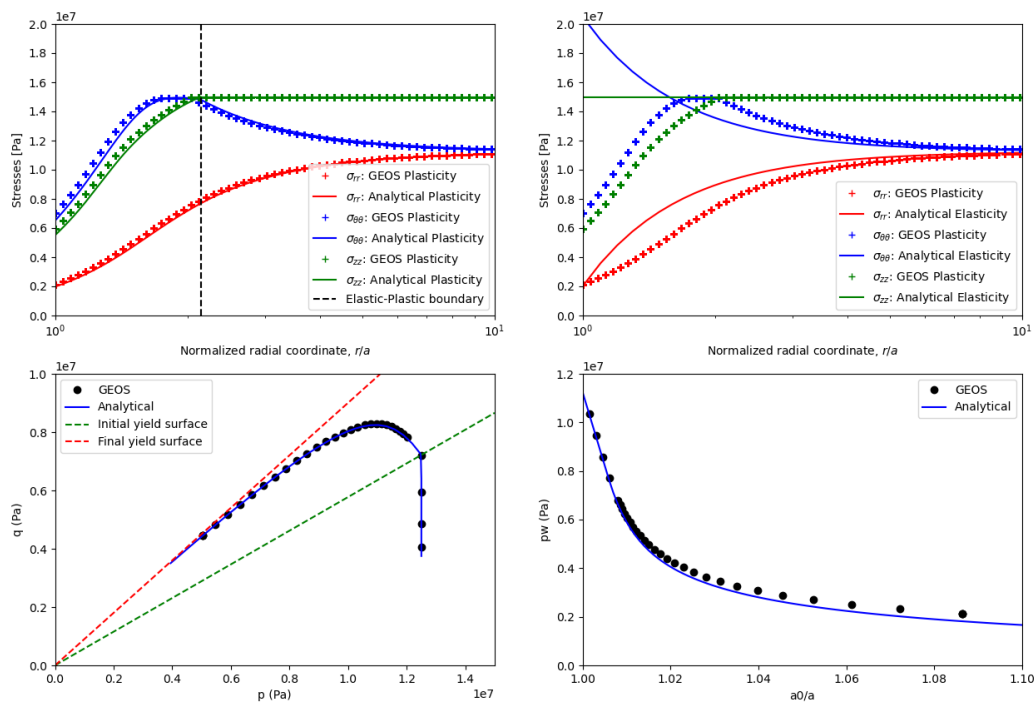 1e7
2.0
1.8
1.6
1.4
1.2
1.0
0.8
0.6
0.4
0.2
0.0
Stresses [Pa]
σrr: GEOS Plasticity
σrr: Analytical Plasticity
σθθ: GEOS Plasticity
σθθ: Analytical Plasticity
σzz: GEOS Plasticity
σzz: Analytical Plasticity
Elastic-Plastic boundary
10⁰
10¹
Normalized radial coordinate, r/a
1e7
2.0
1.8
1.6
1.4
1.2
1.0
0.8
0.6
0.4
0.2
0.0
Stresses [Pa]
σrr: GEOS Plasticity
σrr: Analytical Elasticity
σθθ: GEOS Plasticity
σθθ: Analytical Elasticity
σzz: GEOS Plasticity
σzz: Analytical Elasticity
10⁰
10¹
Normalized radial coordinate, r/a
1e7
1.0
0.8
0.6
0.4
0.2
0.0
q (Pa)
GEOS
Analytical
Initial yield surface
Final yield surface
0.0 0.2 0.4 0.6 0.8 1.0 1.2 1.4
1e7
p (Pa)
1e7
1.2
1.0
0.8
0.6
0.4
0.2
0.0
pw (Pa)
GEOS
Analytical
1.00 1.02 1.04 1.06 1.08 1.10
a0/a